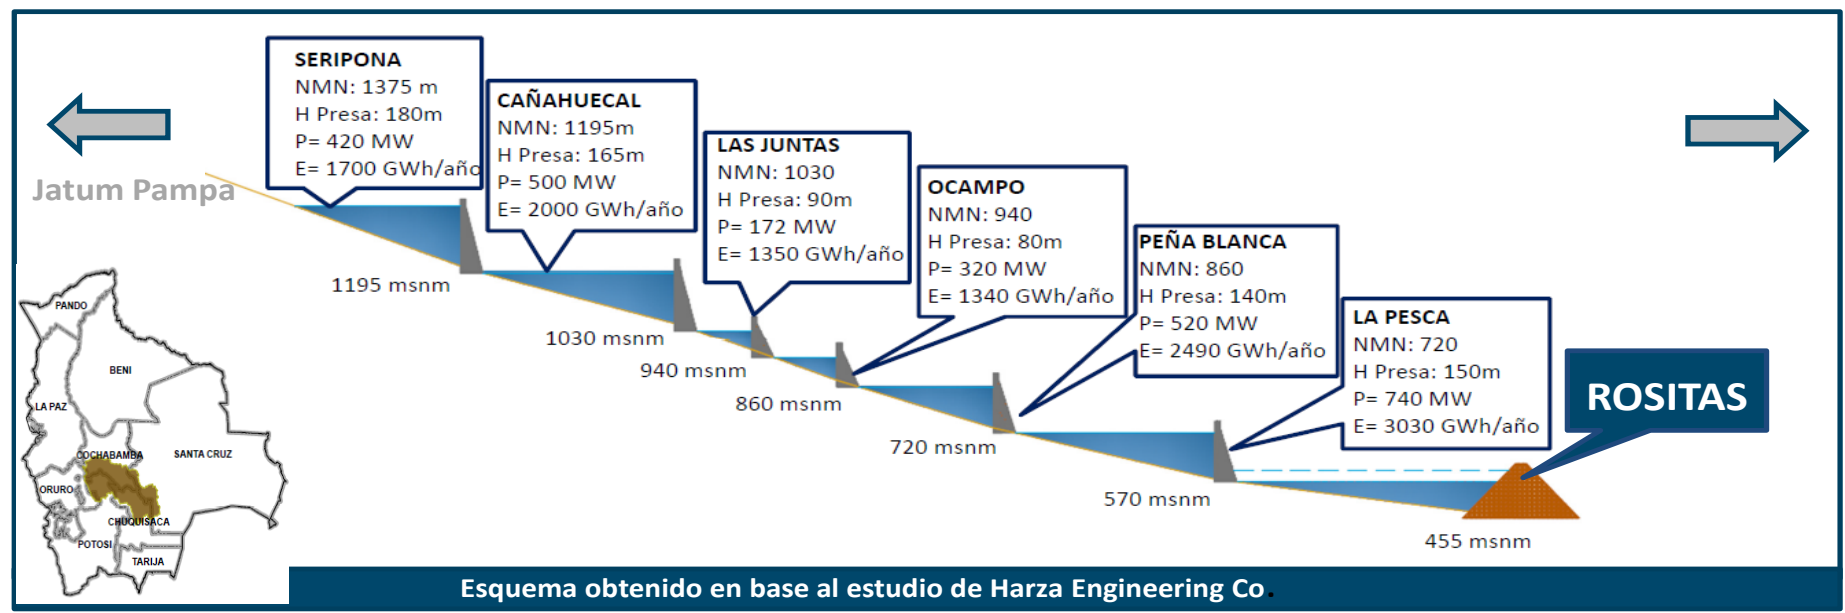 SERIPONA
NMN: 1375 m
H Presa: 180m
P= 420 MW
E= 1700 GWh/año
CAÑAHUECAL
NMN: 1195m
H Presa: 165m
P= 500 MW
E= 2000 GWh/año
LAS JUNTAS
NMN: 1030
H Presa: 90m
P= 172 MW
E= 1350 GWh/año
OCAMPO
NMN: 940
H Presa: 80m
P= 320 MW
E= 1340 GWh/año
PEÑA BLANCA
NMN: 860
H Presa: 140m
P= 520 MW
E= 2490 GWh/año
LA PESCA
NMN: 720
H Presa: 150m
P= 740 MW
E= 3030 GWh/año
ROSITAS
Jatum Pampa
1195 msnm
1030 msnm
940 msnm
860 msnm
720 msnm
570 msnm
455 msnm
PANDO
BENI
LA PAZ
COCHABAMBA
SANTA CRUZ
ORURO
CHUQUISACA
POTOSI
TARIJA
Esquema obtenido en base al estudio de Harza Engineering Co.